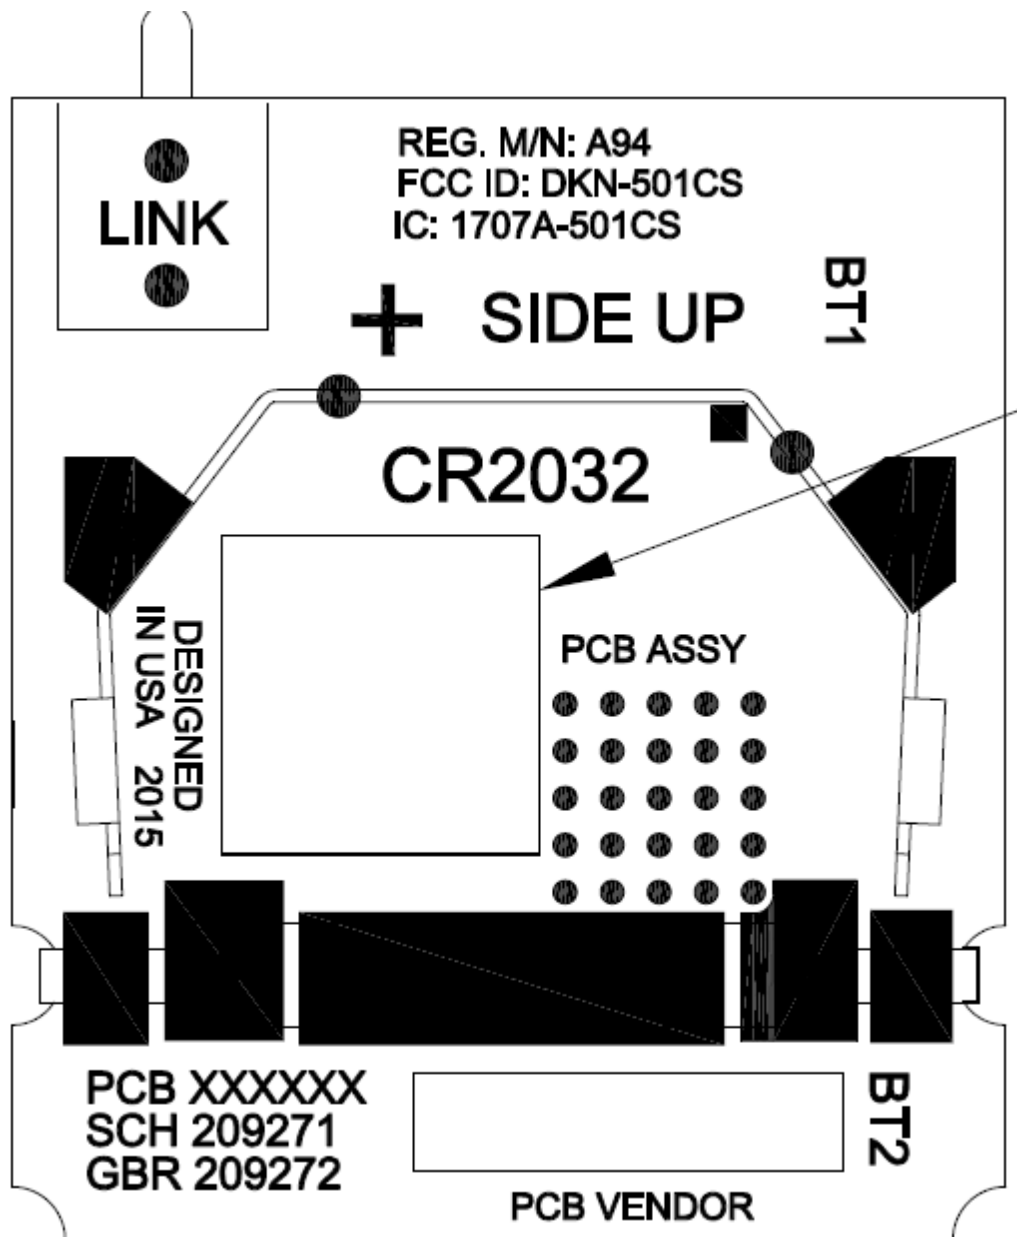 REG. M/N: A94
FCC ID: DKN-501CS
IC: 1707A-501CS
LINK
BT1
+ SIDE UP
CR2032
DESIGNED
IN USA 2015
PCB ASSY
PCB XXXXXX
SCH 209271
GBR 209272
BT2
PCB VENDOR